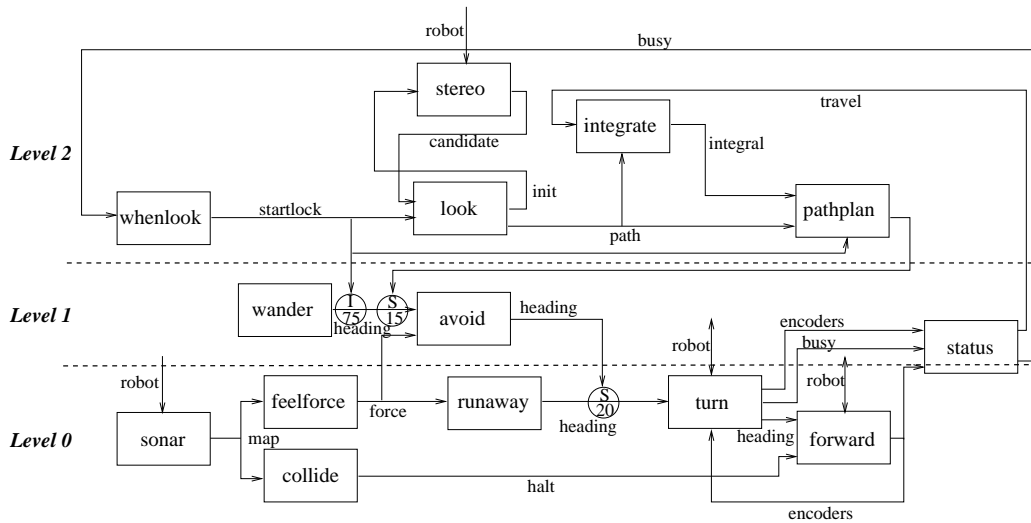 robot
busy
stereo
travel
integrate
candidate
integral
Level 2
init
whenlook
startlock
look
pathplan
path
wander
I
75
S
15
heading
avoid
heading
Level 1
encoders
status
robot
busy
robot
robot
feelforce
force
runaway
S
20
heading
turn
heading
forward
Level 0
sonar
map
collide
halt
encoders